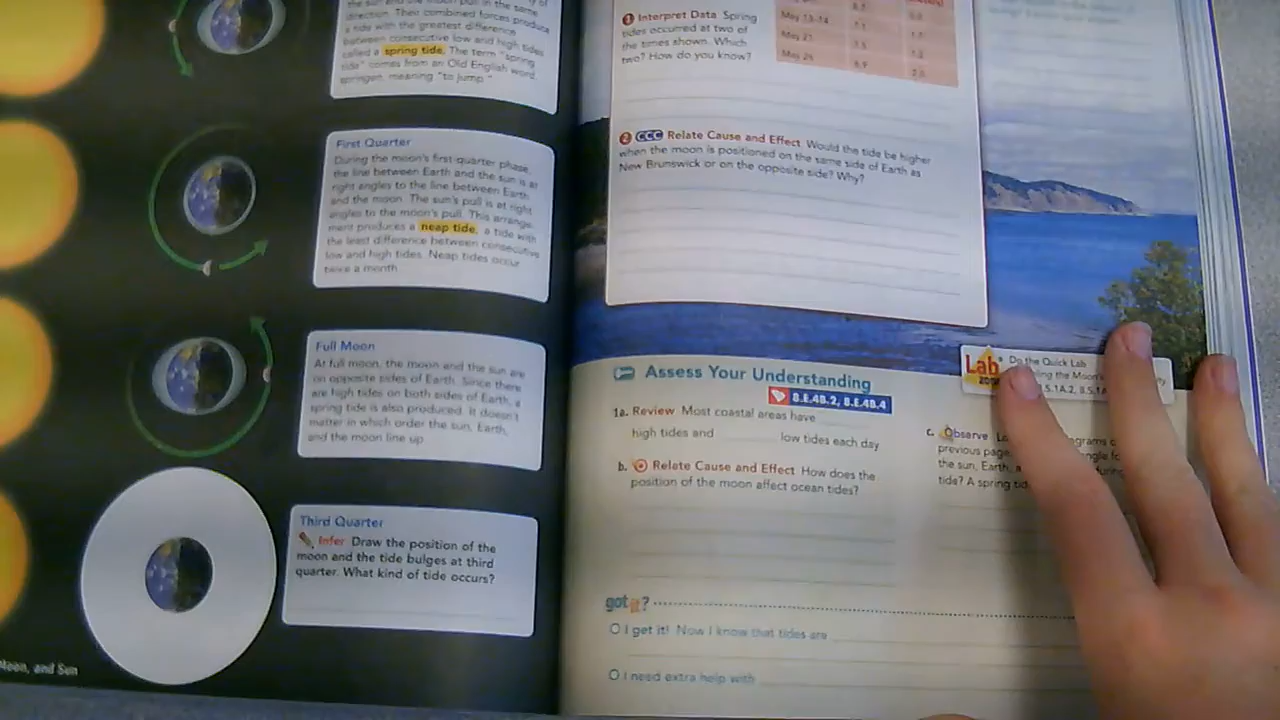 the sun and the moon pull in the same
direction. Their combined forces produce
a tide with the greatest difference
between consecutive low and high tides
called a spring tide. The term "spring
tide" comes from an Old English word,
springen, meaning "to jump."
First Quarter
During the moon's first-quarter phase,
the line between Earth and the sun is at
right angles to the line between Earth
and the moon. The sun's pull is at right
angles to the moon's pull. This arrange-
ment produces a neap tide, a tide with
the least difference between consecutive
low and high tides. Neap tides occur
twice a month.
Full Moon
At full moon, the moon and the sun are
on opposite sides of Earth. Since there
are high tides on both sides of Earth, a
spring tide is also produced. It doesn't
matter in which order the sun, Earth,
and the moon line up.
Third Quarter
Infer Draw the position of the
moon and the tide bulges at third
quarter. What kind of tide occurs?
Moon, and Sun
1 Interpret Data Spring
tides occurred at two of
the times shown. Which
two? How do you know?
May 13–14
May 21
May 28 6.9
2 CCC Relate Cause and Effect Would the tide be higher
when the moon is positioned on the same side of Earth as
New Brunswick or on the opposite side? Why?
Lab zone
Do the Quick Lab
the Moon's
Assess Your Understanding
8.E.4B.2, 8.E.4B.4
1a. Review Most coastal areas have
high tides and low tides each day
b. Relate Cause and Effect How does the
position of the moon affect ocean tides?
c. Observe
previous page
the sun, Earth,
tide? A spring
got it?
O I get it! Now I know that tides are
O I need extra help with